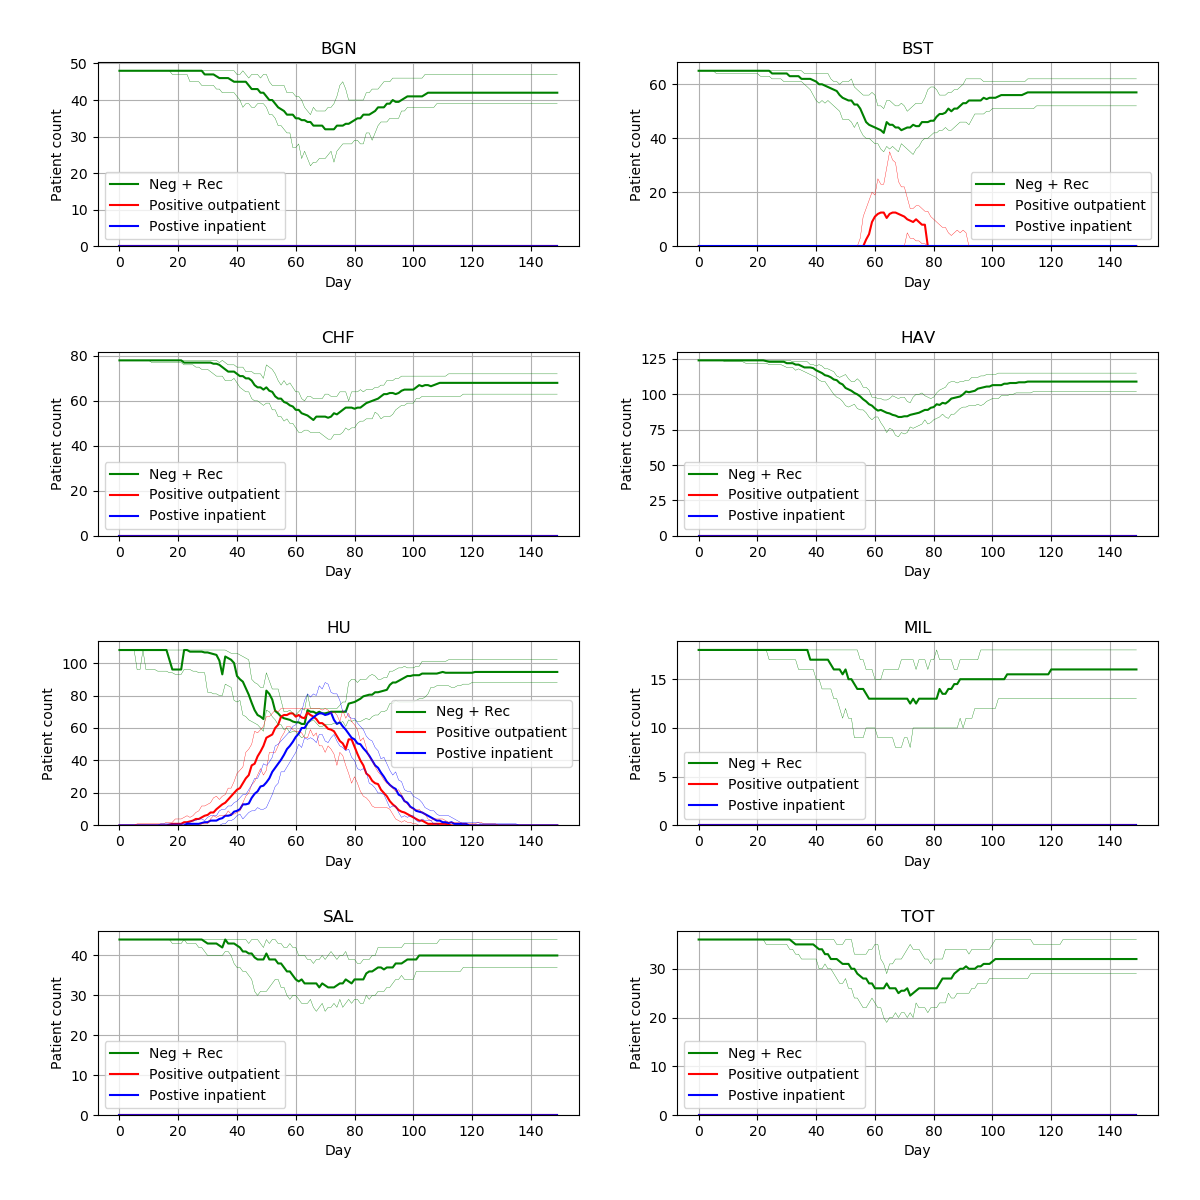 BGN
50
40
30
20
10
0
Patient count
Neg + Rec
Positive outpatient
Postive inpatient
0 20 40 60 80 100 120 140
Day
BST
60
40
20
0
Patient count
Neg + Rec
Positive outpatient
Postive inpatient
0 20 40 60 80 100 120 140
Day
CHF
80
60
40
20
0
Patient count
Neg + Rec
Positive outpatient
Postive inpatient
0 20 40 60 80 100 120 140
Day
HAV
125
100
75
50
25
0
Patient count
Neg + Rec
Positive outpatient
Postive inpatient
0 20 40 60 80 100 120 140
Day
HU
100
80
60
40
20
0
Patient count
Neg + Rec
Positive outpatient
Postive inpatient
0 20 40 60 80 100 120 140
Day
MIL
15
10
5
0
Patient count
Neg + Rec
Positive outpatient
Postive inpatient
0 20 40 60 80 100 120 140
Day
SAL
40
30
20
10
0
Patient count
Neg + Rec
Positive outpatient
Postive inpatient
0 20 40 60 80 100 120 140
Day
TOT
30
20
10
0
Patient count
Neg + Rec
Positive outpatient
Postive inpatient
0 20 40 60 80 100 120 140
Day